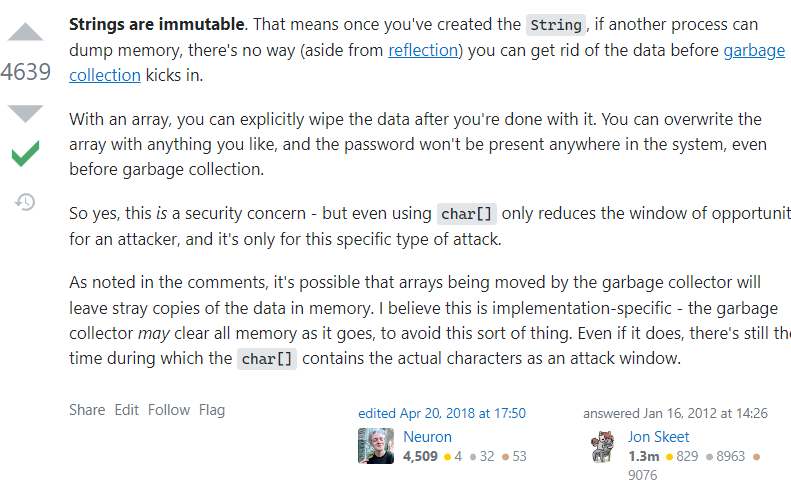 Strings are immutable. That means once you've created the String, if another process can
dump memory, there's no way (aside from reflection) you can get rid of the data before garbage
collection kicks in.
4639
With an array, you can explicitly wipe the data after you're done with it. You can overwrite the
array with anything you like, and the password won't be present anywhere in the system, even
before garbage collection.
So yes, this is a security concern - but even using char[] only reduces the window of opportunit
for an attacker, and it's only for this specific type of attack.
As noted in the comments, it's possible that arrays being moved by the garbage collector will
leave stray copies of the data in memory. I believe this is implementation-specific - the garbage
collector may clear all memory as it goes, to avoid this sort of thing. Even if it does, there's still the
time during which the char[] contains the actual characters as an attack window.
Share Edit Follow Flag
edited Apr 20, 2018 at 17:50
Neuron
4,509 4 32 53
answered Jan 16, 2012 at 14:26
Jon Skeet
1.3m 829 8963
9076